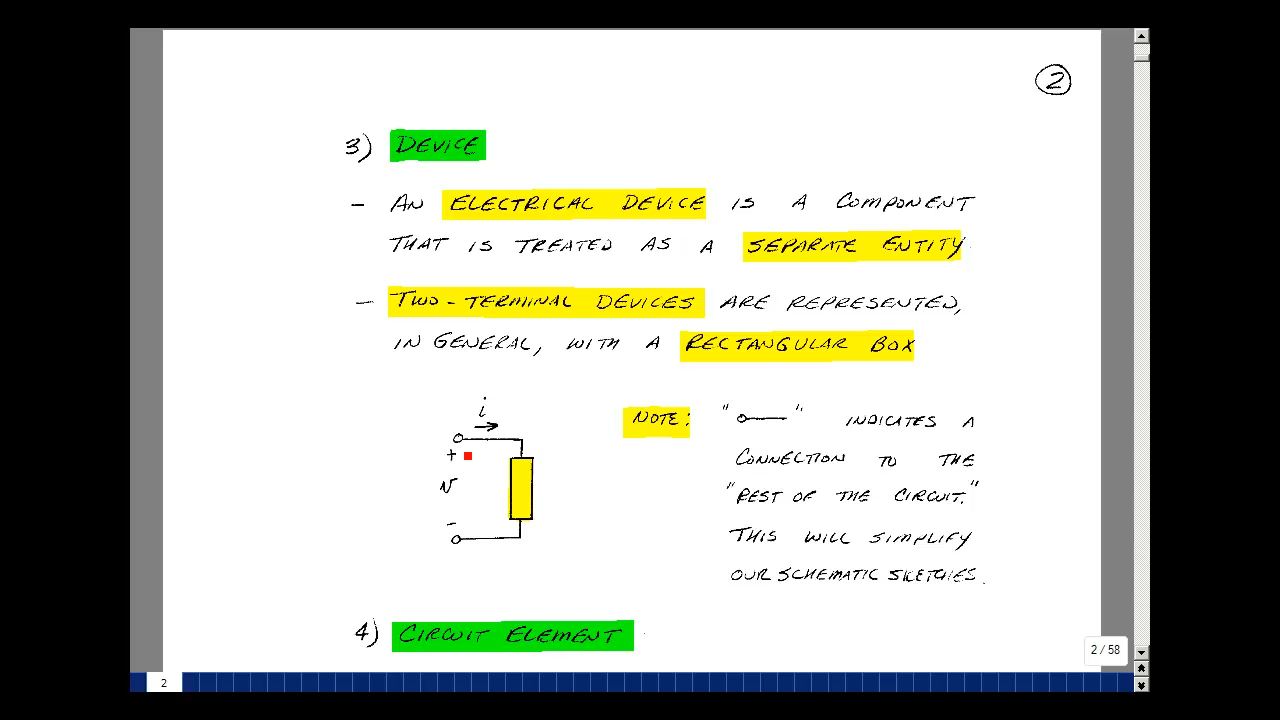 2
3) DEVICE
- AN ELECTRICAL DEVICE IS A COMPONENT
THAT IS TREATED AS A SEPARATE ENTITY.
- TWO-TERMINAL DEVICES ARE REPRESENTED,
IN GENERAL, WITH A RECTANGULAR BOX
i
+
v
-
NOTE: " " INDICATES A
CONNECTION TO THE
"REST OF THE CIRCUIT."
THIS WILL SIMPLIFY
OUR SCHEMATIC SKETCHES.
4) CIRCUIT ELEMENT
2 / 58
2